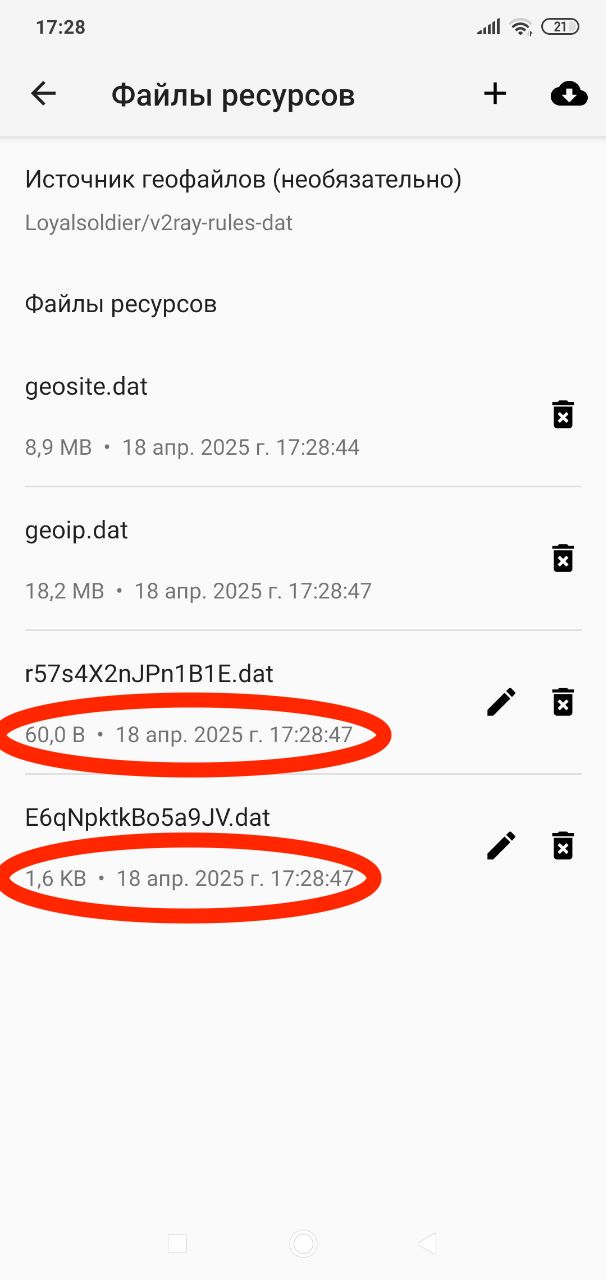 17:28
21
Файлы ресурсов
Источник геофайлов (необязательно)
Loyalsoldier/v2ray-rules-dat
Файлы ресурсов
geosite.dat
8,9 MB • 18 апр. 2025 г. 17:28:44
geoip.dat
18,2 MB • 18 апр. 2025 г. 17:28:47
r57s4X2nJPn1B1E.dat
60,0 B • 18 апр. 2025 г. 17:28:47
E6qNpktkBo5a9JV.dat
1,6 KB • 18 апр. 2025 г. 17:28:47